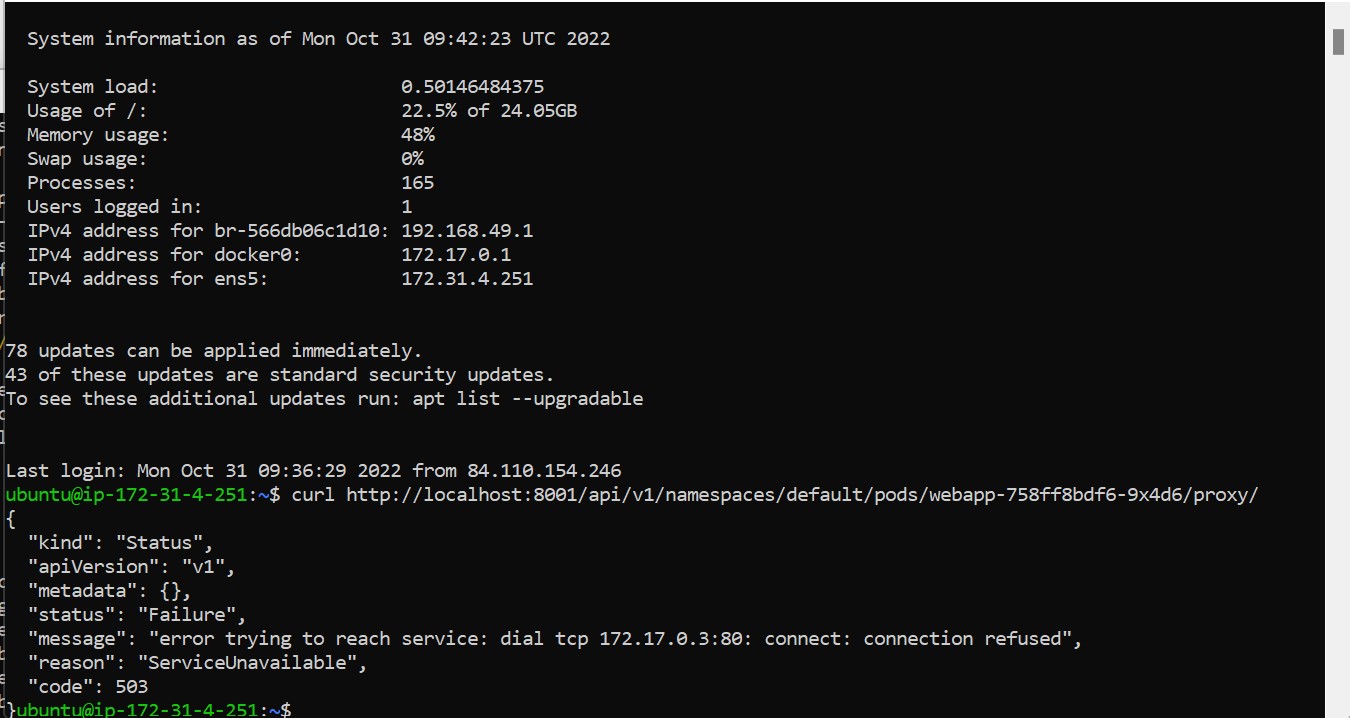 System information as of Mon Oct 31 09:42:23 UTC 2022
System load: 0.50146484375
Usage of /: 22.5% of 24.05GB
Memory usage: 48%
Swap usage: 0%
Processes: 165
Users logged in: 1
IPv4 address for br-566db06c1d10: 192.168.49.1
IPv4 address for docker0: 172.17.0.1
IPv4 address for ens5: 172.31.4.251
78 updates can be applied immediately.
43 of these updates are standard security updates.
To see these additional updates run: apt list --upgradable
Last login: Mon Oct 31 09:36:29 2022 from 84.110.154.246
ubuntu@ip-172-31-4-251:~$ curl http://localhost:8001/api/v1/namespaces/default/pods/webapp-758ff8bdf6-9x4d6/proxy/
{
"kind": "Status",
"apiVersion": "v1",
"metadata": {},
"status": "Failure",
"message": "error trying to reach service: dial tcp 172.17.0.3:80: connect: connection refused",
"reason": "ServiceUnavailable",
"code": 503
}ubuntu@ip-172-31-4-251:~$